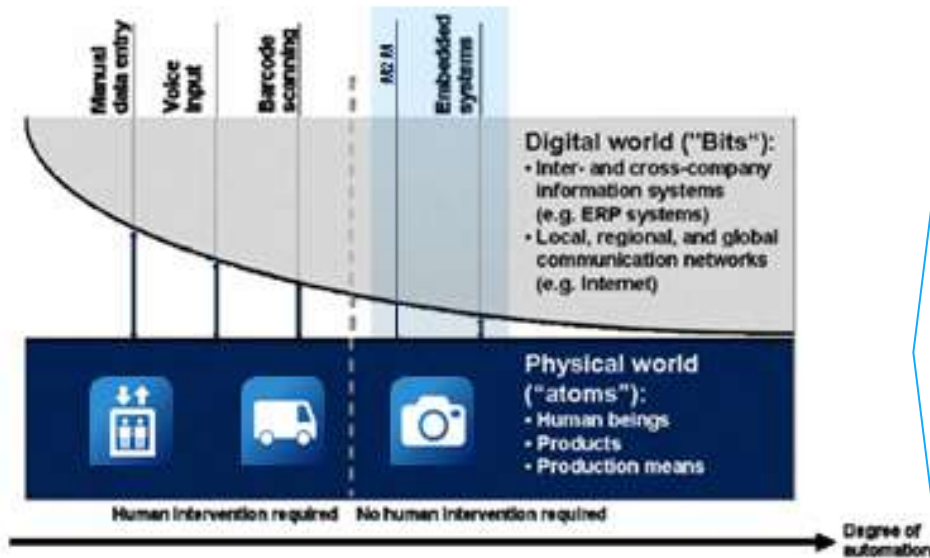 Manual
data entry
Voice
Input
Barcode
scanning
M2M
Embedded
systems
Digital world ("Bits“):
• Inter- and cross-company
information systems
(e.g. ERP systems)
• Local, regional, and global
communication networks
(e.g. Internet)
Physical world
(“atoms”):
• Human beings
• Products
• Production means
Human intervention required
No human intervention required
Degree of
automation